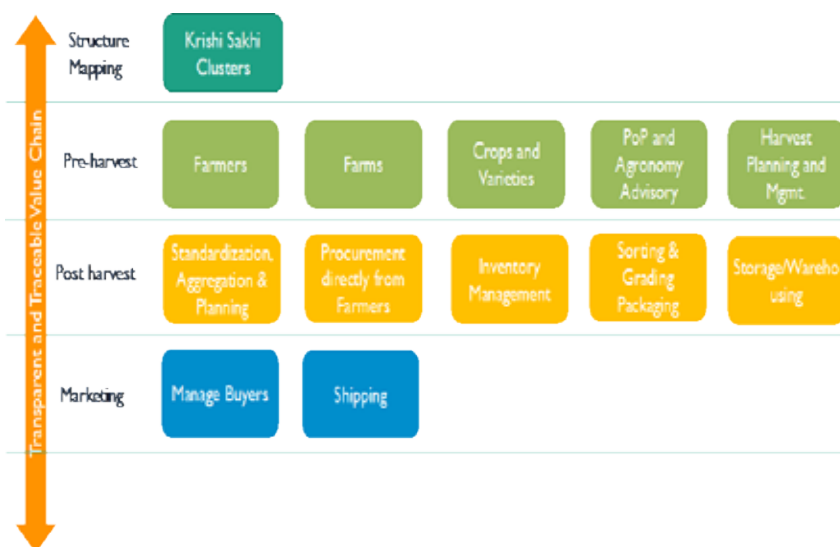 Structure
Mapping
Krishi Sakhi
Clusters
Transparent and Traceable Value Chain
Pre-harvest
Farmers
Farms
Crops and
Varieties
PoP and
Agronomy
Advisory
Harvest
Planning and
Mgmt.
Post harvest
Standardization,
Aggregation &
Planning
Procurement
directly from
Farmers
Inventory
Management
Sorting &
Grading
Packaging
Storage/Wareho
using
Marketing
Manage Buyers
Shipping